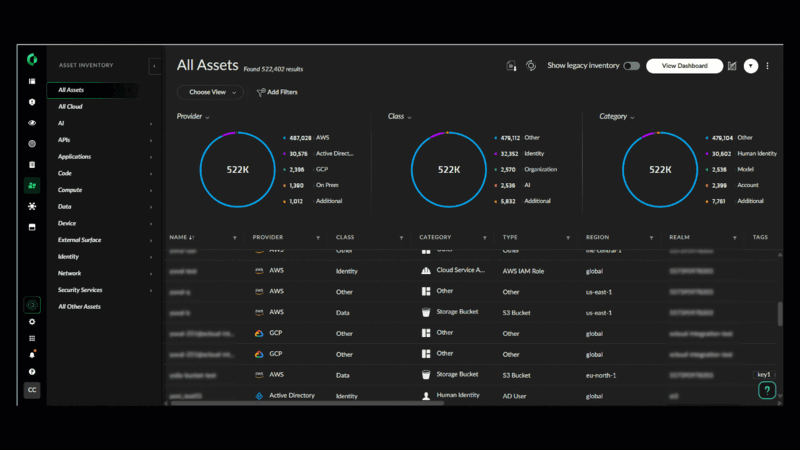 ASSET INVENTORY
All Assets
All Cloud
AI
APIs
Applications
Code
Compute
Data
Device
External Surface
Identity
Network
Security Services
All Other Assets
CC
All Assets Found 522,402 results
Show legacy inventory
View Dashboard
Choose View
Add Filters
Provider
522K
487,028 AWS
30,576 Active Direct...
2,398 GCP
1,390 On Prem
1,012 Additional
Class
522K
479,112 Other
32,352 Identity
2,570 Organization
2,536 AI
5,832 Additional
Category
522K
479,104 Other
30,602 Human Identity
2,536 Model
2,398 Account
7,761 Additional
NAME PROVIDER CLASS CATEGORY TYPE REGION REALM TAGS
AWS Other Other Other
AWS Identity Cloud Service A... AWS IAM Role global
AWS Other Other Other us-east-1
AWS Data Storage Bucket S3 Bucket us-east-1
GCP Other Other Other global
GCP Other Other Other global
AWS Data Storage Bucket S3 Bucket eu-north-1 key1
Active Directory Identity Human Identity AD User global
?